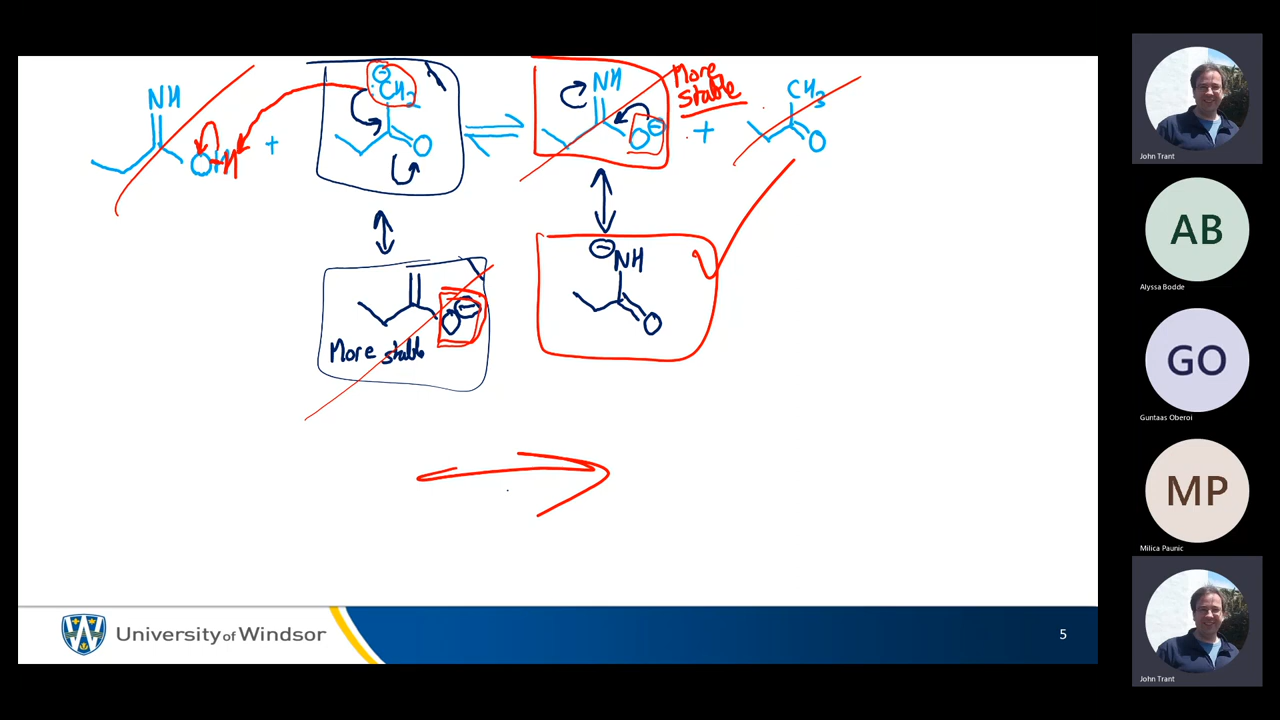 NH
OH
+
⊖
CH2
O
NH
O⊖
More
stable
+
CH3
O
O⊖
More stable
⊖
NH
O
University of Windsor
5
John Trant
AB
Alyssa Bodde
GO
Guntaas Oberoi
MP
Milica Paunic
John Trant